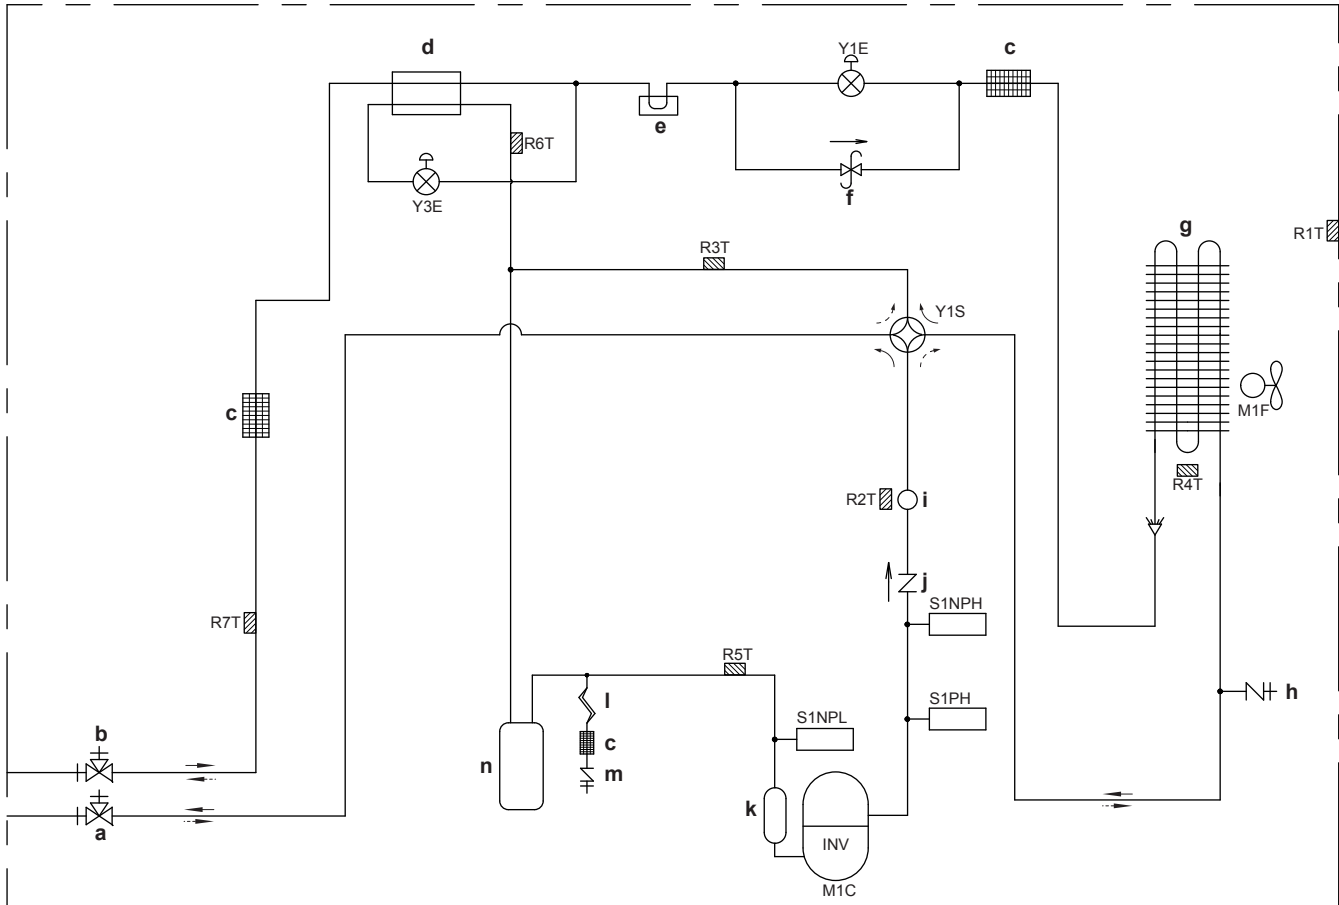 d
Y1E
c
e
R6T
Y3E
f
g
R1T
R3T
Y1S
c
M1F
R4T
R2T
i
j
S1NPH
R7T
R5T
l
S1NPL
S1PH
h
b
c
n
m
k
a
INV
M1C